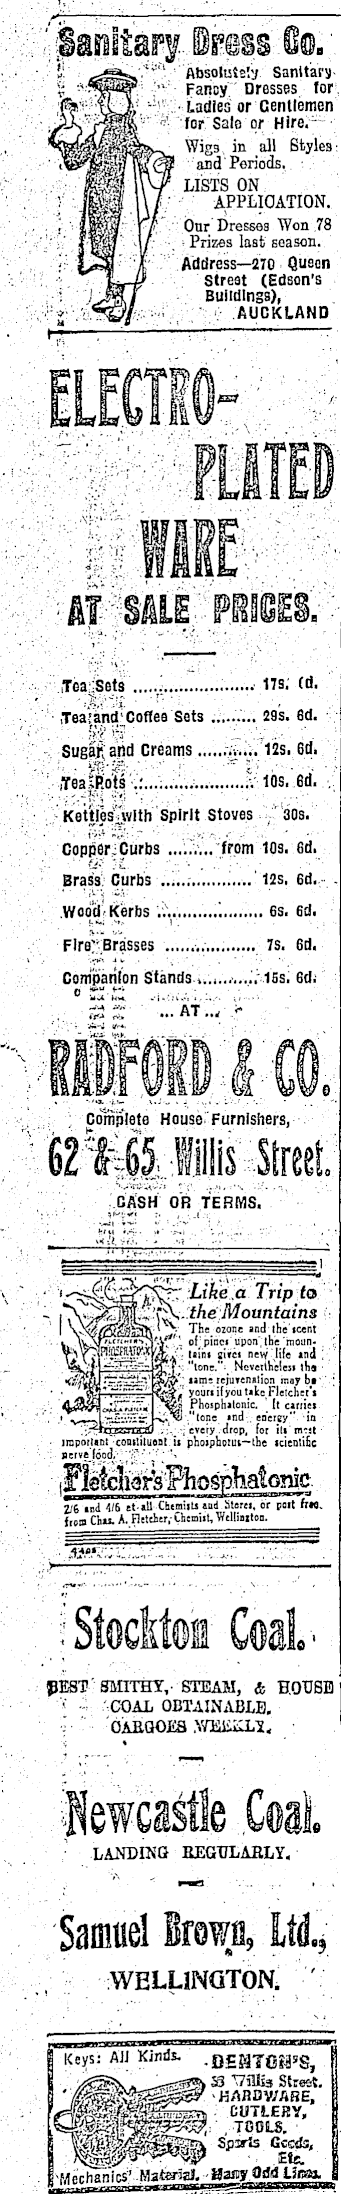 Sanitary Dress Co.
Absolutely Sanitary
Fancy Dresses for
Ladies or Gentlemen
for Sale or Hire.
Wigs in all Styles
and Periods.
LISTS ON
APPLICATION.
Our Dresses Won 78
Prizes last season.
Address—270 Queen
Street (Edson's
Buildings),
AUCKLAND
ELECTRO-
PLATED
WARE
AT SALE PRICES.
Tea Sets ........................ 17s. 6d.
Tea and Coffee Sets ......... 29s. 6d.
Sugar and Creams ............ 12s. 6d.
Tea Pots ........................ 10s. 6d.
Kettles with Spirit Stoves 30s.
Copper Curbs ......... from 10s. 6d.
Brass Curbs .................. 12s. 6d.
Wood Kerbs ..................... 6s. 6d.
Fire Brasses .................. 7s. 6d.
Companion Stands ............ 15s. 6d.
... AT ...
RADFORD & CO.
Complete House Furnishers,
62 & 65 Willis Street.
CASH OR TERMS.
Like a Trip to
the Mountains
The ozone and the scent
of pines upon the moun-
tains gives new life and
"tone." Nevertheless the
same rejuvenation may be
yours if you take Fletcher's
Phosphatonic. It carries
"tone and energy" in
every drop, for its most
important constituent is phosphorus—the scientific
nerve food.
FLETCHER'S
PHOSPHATONIC
Fletcher's Phosphatonic
2/6 and 4/6 at all Chemists and Stores, or post free
from Chas. A. Fletcher, Chemist, Wellington.
Stockton Coal.
BEST SMITHY, STEAM, & HOUSE
COAL OBTAINABLE.
CARGOES WEEKLY.
Newcastle Coal.
LANDING REGULARLY.
Samuel Brown, Ltd.,
WELLINGTON.
Keys: All Kinds.
DENTON'S,
53 Willis Street.
HARDWARE,
CUTLERY,
TOOLS.
Sports Goods,
Etc.
Mechanics' Material. Many Odd Lines.